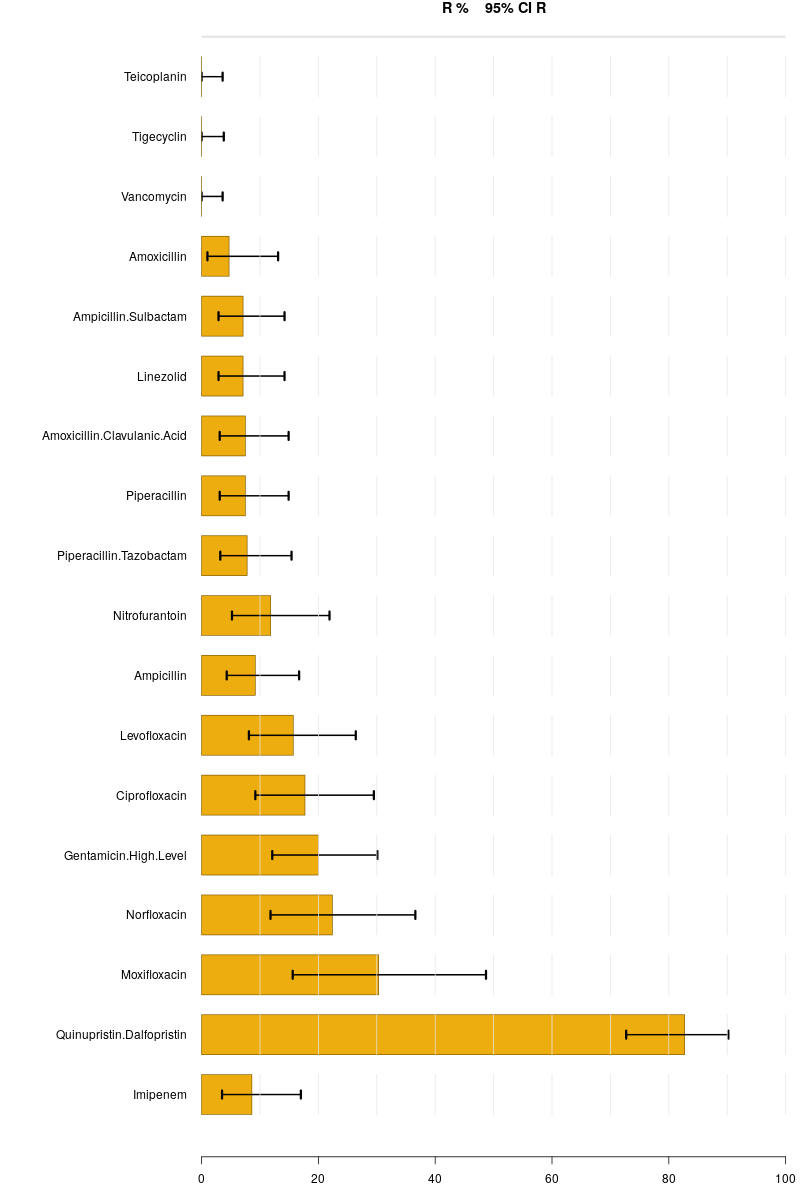 R % 95% CI R
Teicoplanin
Tigecyclin
Vancomycin
Amoxicillin
Ampicillin.Sulbactam
Linezolid
Amoxicillin.Clavulanic.Acid
Piperacillin
Piperacillin.Tazobactam
Nitrofurantoin
Ampicillin
Levofloxacin
Ciprofloxacin
Gentamicin.High.Level
Norfloxacin
Moxifloxacin
Quinupristin.Dalfopristin
Imipenem
0 20 40 60 80 100